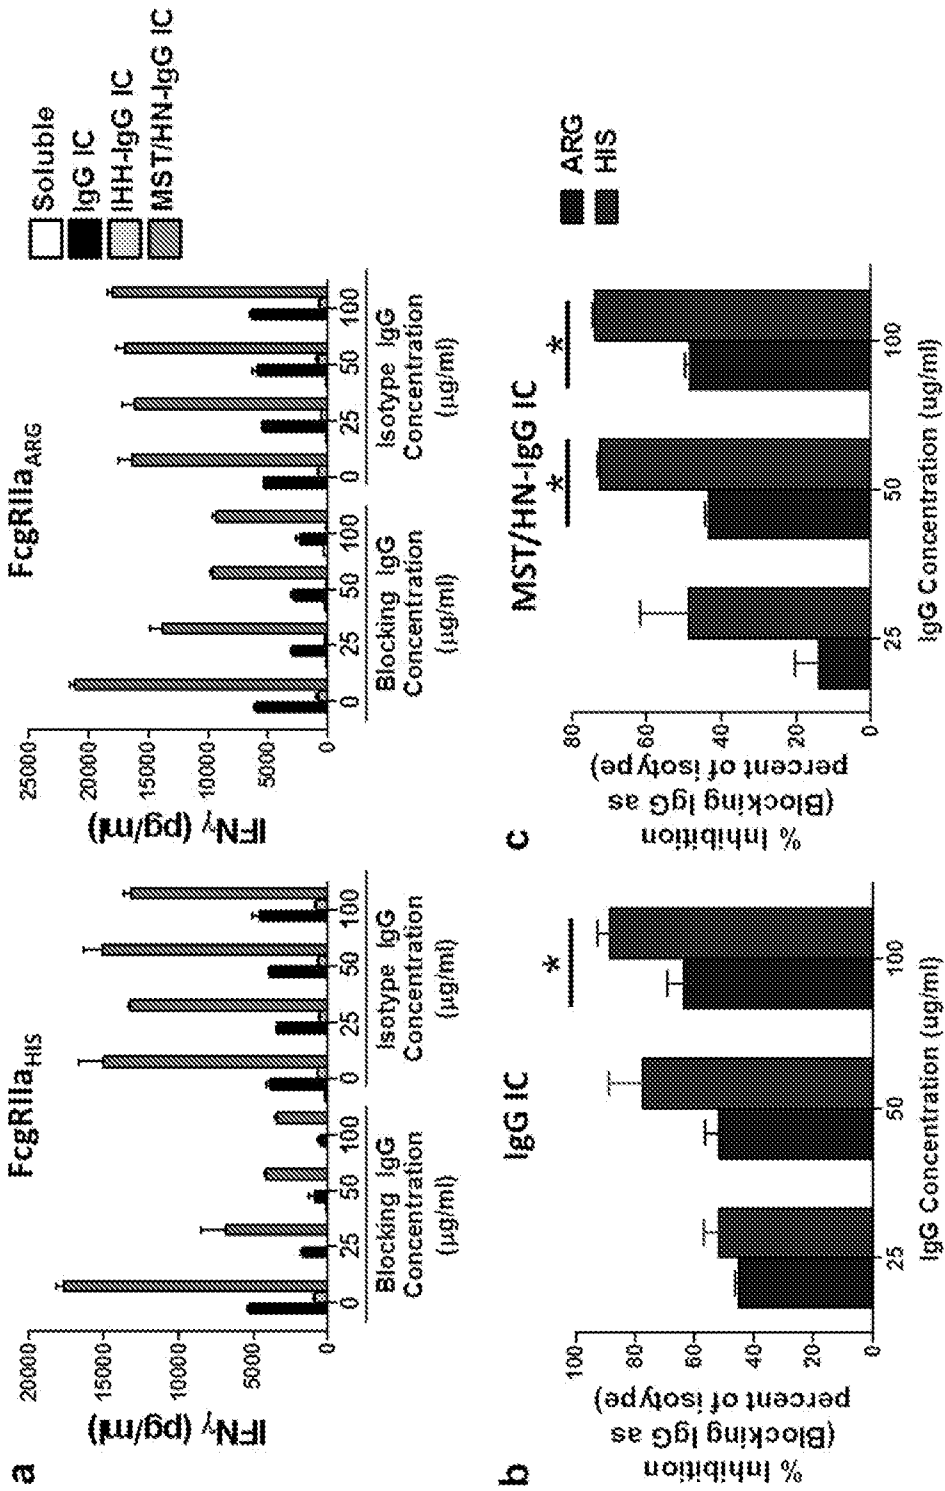 a
FcgRIIaHIS
IFNγ (pg/ml)
20000
15000
10000
5000
0
0 25 50 100 0 25 50 100
Blocking IgG Concentration (µg/ml)
Isotype IgG Concentration (µg/ml)
FcgRIIaARG
IFNγ (pg/ml)
25000
20000
15000
10000
5000
0
0 25 50 100 0 25 50 100
Blocking IgG Concentration (µg/ml)
Isotype IgG Concentration (µg/ml)
Soluble
IgG IC
IHH-IgG IC
MST/HN-IgG IC
b
IgG IC
% Inhibition
(Blocking IgG as
percent of isotype)
100
80
60
40
20
0
*
25 50 100
IgG Concentration (ug/ml)
c
MST/HN-IgG IC
% Inhibition
(Blocking IgG as
percent of isotype)
80
60
40
20
0
* *
25 50 100
IgG Concentration (ug/ml)
ARG
HIS